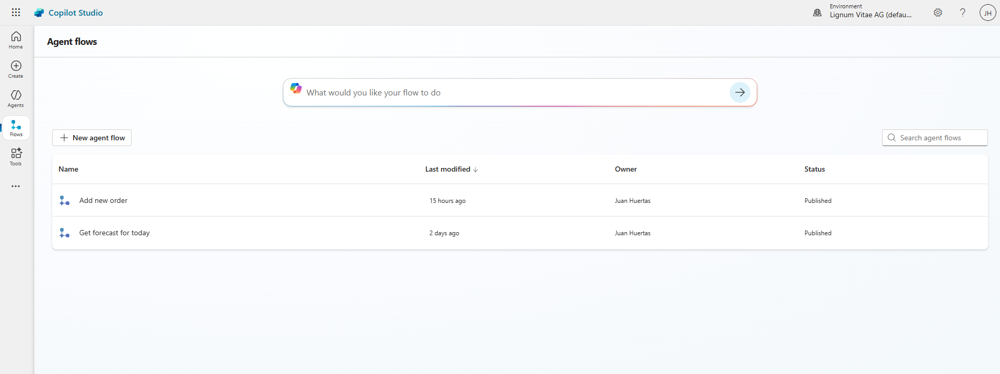 Copilot Studio
Environment
Lignum Vitae AG (defau...
?
JH
Home
Create
Agents
Flows
Tools
Agent flows
What would you like your flow to do
New agent flow
Search agent flows
Name Last modified ↓ Owner Status
Add new order 15 hours ago Juan Huertas Published
Get forecast for today 2 days ago Juan Huertas Published